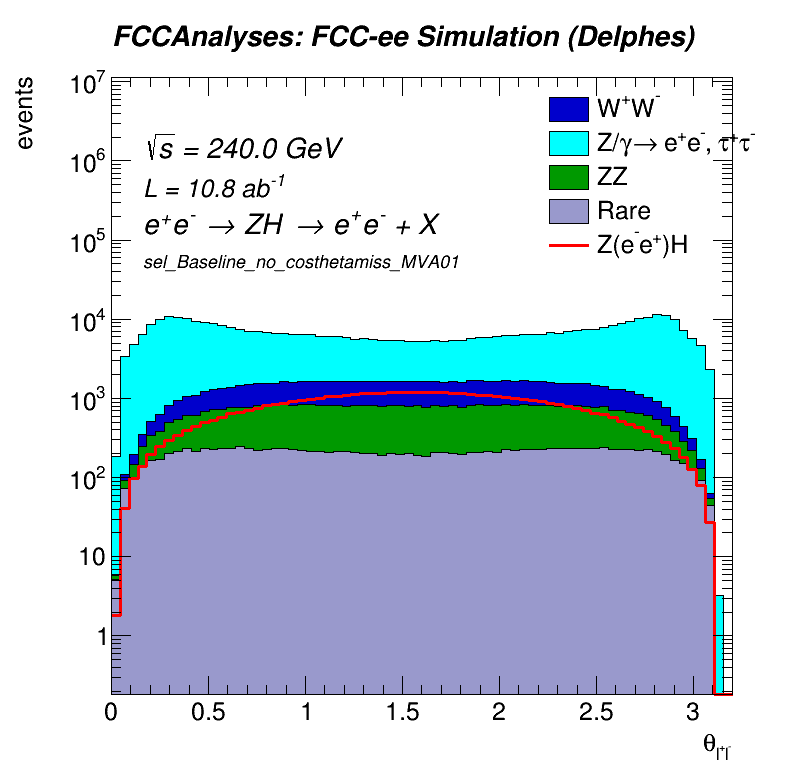 FCCAnalyses: FCC-ee Simulation (Delphes)
events
10⁷
10⁶
10⁵
10⁴
10³
10²
10
1
√s = 240.0 GeV
L = 10.8 ab⁻¹
e⁺e⁻ → ZH → e⁺e⁻ + X
sel_Baseline_no_costhetamiss_MVA01
W⁺W⁻
Z/γ→ e⁺e⁻, τ⁺τ⁻
ZZ
Rare
Z(e⁻e⁺)H
0 0.5 1 1.5 2 2.5 3
θ_l⁺l⁻